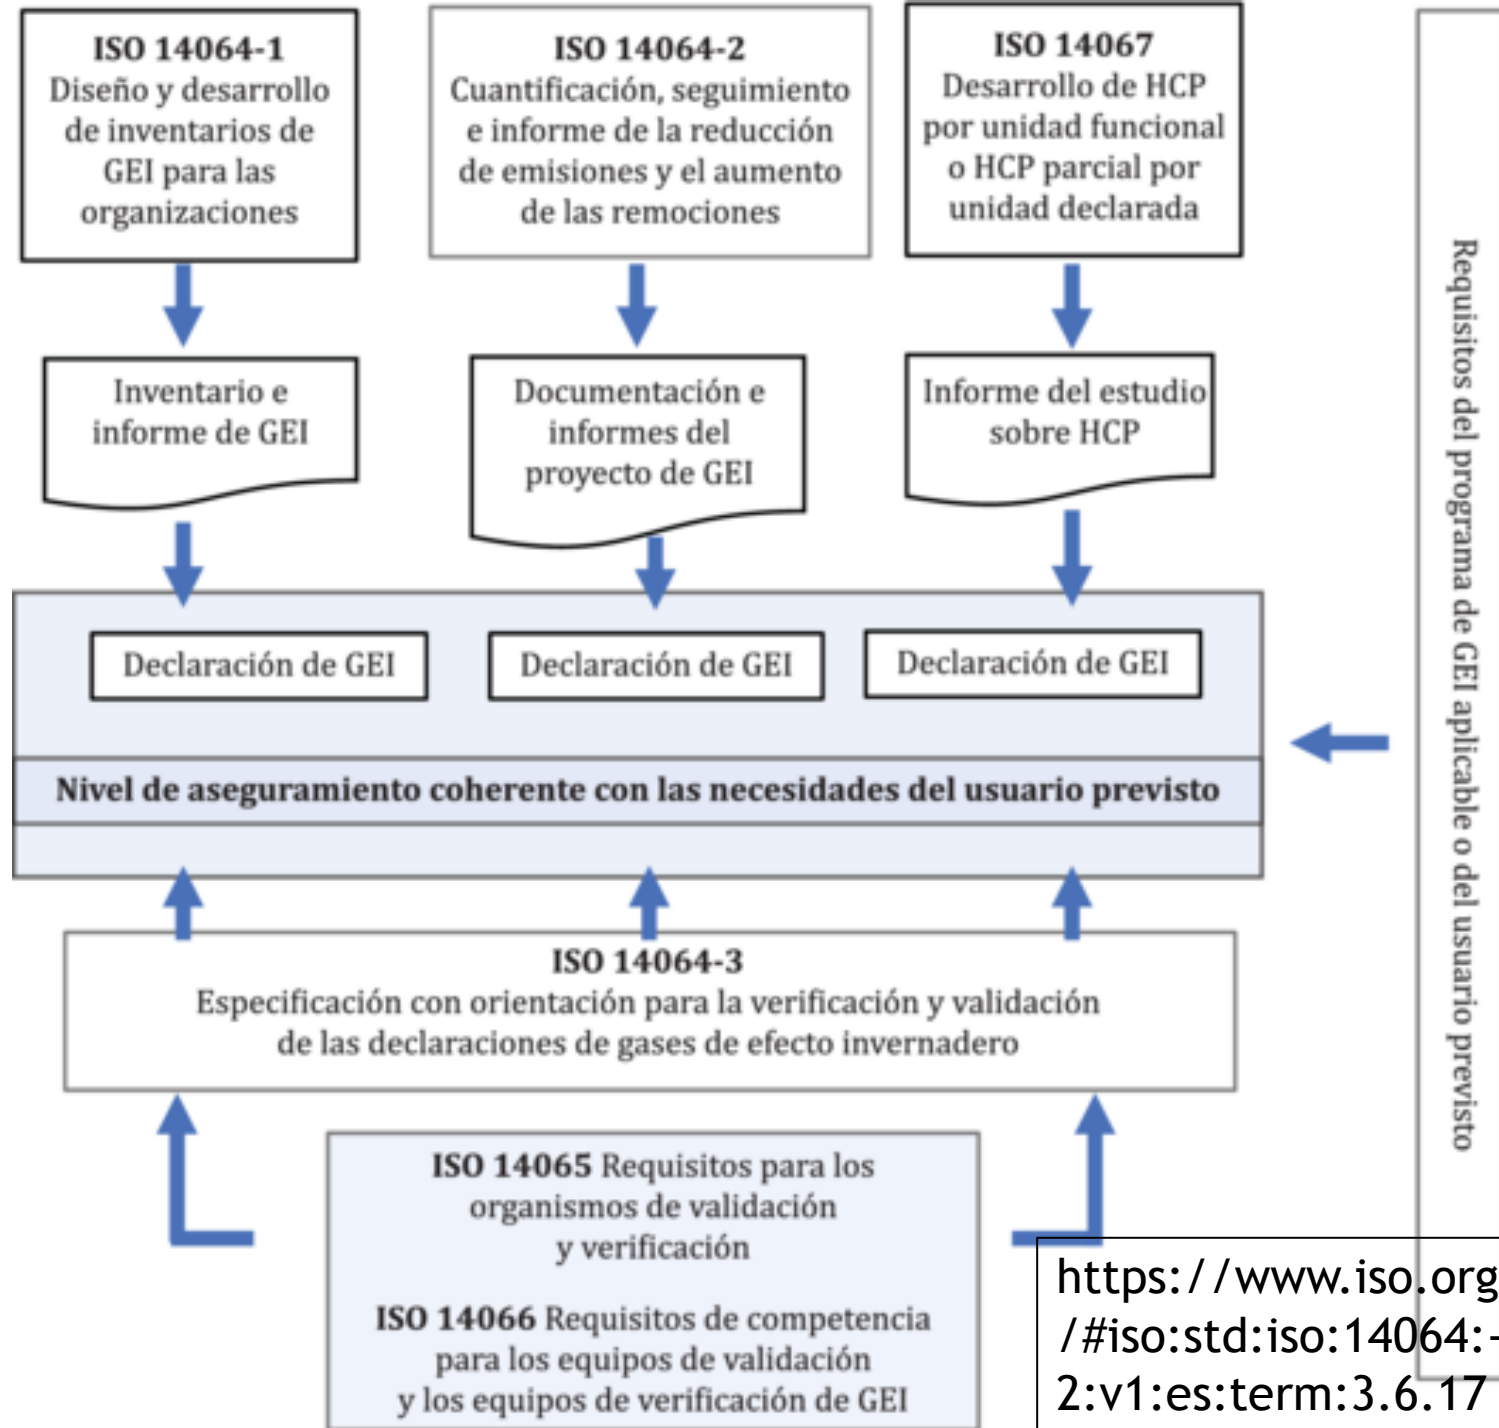 ISO 14064-1
Diseño y desarrollo
de inventarios de
GEI para las
organizaciones
ISO 14064-2
Cuantificación, seguimiento
e informe de la reducción
de emisiones y el aumento
de las remociones
ISO 14067
Desarrollo de HCP
por unidad funcional
o HCP parcial por
unidad declarada
Inventario e
informe de GEI
Documentación e
informes del
proyecto de GEI
Informe del estudio
sobre HCP
Declaración de GEI
Declaración de GEI
Declaración de GEI
Nivel de aseguramiento coherente con las necesidades del usuario previsto
ISO 14064-3
Especificación con orientación para la verificación y validación
de las declaraciones de gases de efecto invernadero
ISO 14065 Requisitos para los
organismos de validación
y verificación
ISO 14066 Requisitos de competencia
para los equipos de validación
y los equipos de verificación de GEI
Requisitos del programa de GEI aplicable o del usuario previsto
https://www.iso.org
/#iso:std:iso:14064:-
2:v1:es:term:3.6.17